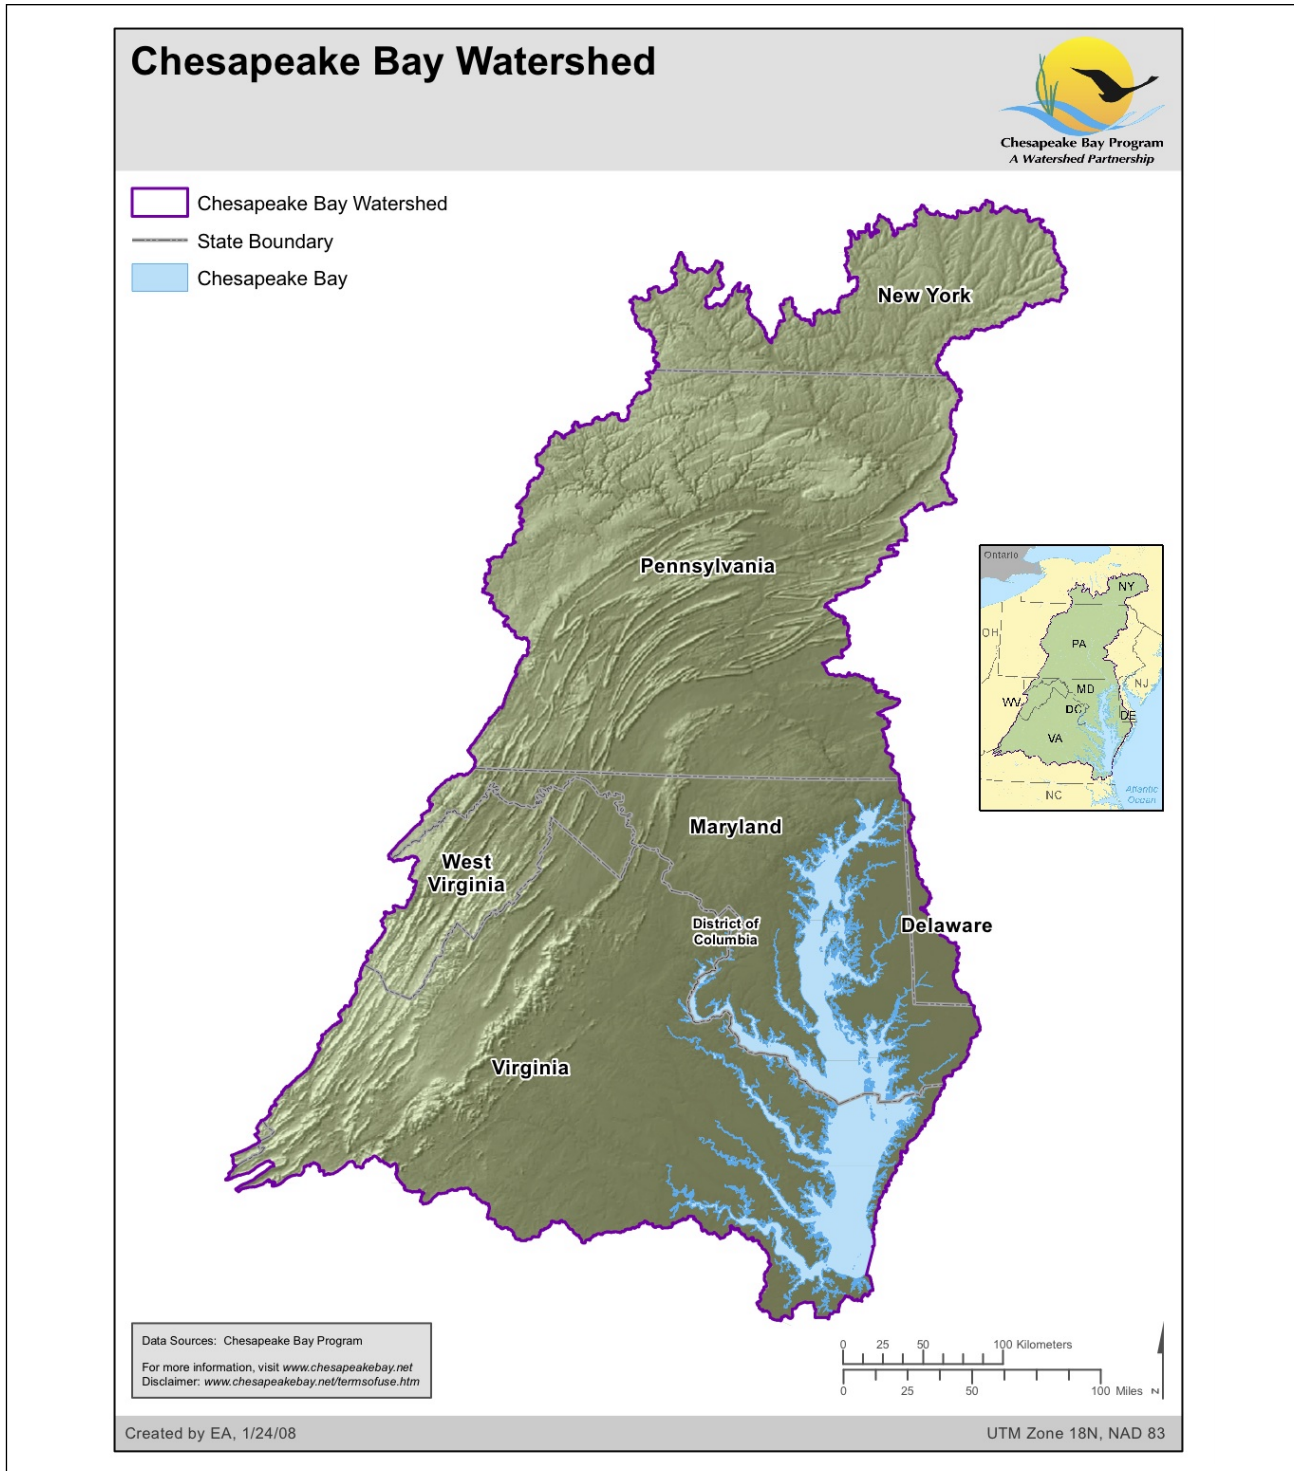 Chesapeake Bay Watershed
Chesapeake Bay Program
A Watershed Partnership
Chesapeake Bay Watershed
State Boundary
Chesapeake Bay
New York
Pennsylvania
Maryland
West
Virginia
District of
Columbia
Delaware
Virginia
Ontario
NY
OH
PA
NJ
MD
WV
DC
DE
VA
NC
Atlantic
Ocean
Data Sources: Chesapeake Bay Program
For more information, visit www.chesapeakebay.net
Disclaimer: www.chesapeakebay.net/termsofuse.htm
0 25 50 100 Kilometers
0 25 50 100 Miles
N
Created by EA, 1/24/08
UTM Zone 18N, NAD 83